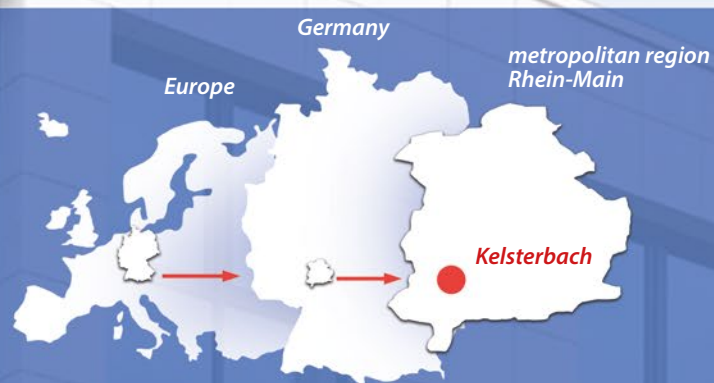 Germany
Europe
metropolitan region
Rhein-Main
Kelsterbach